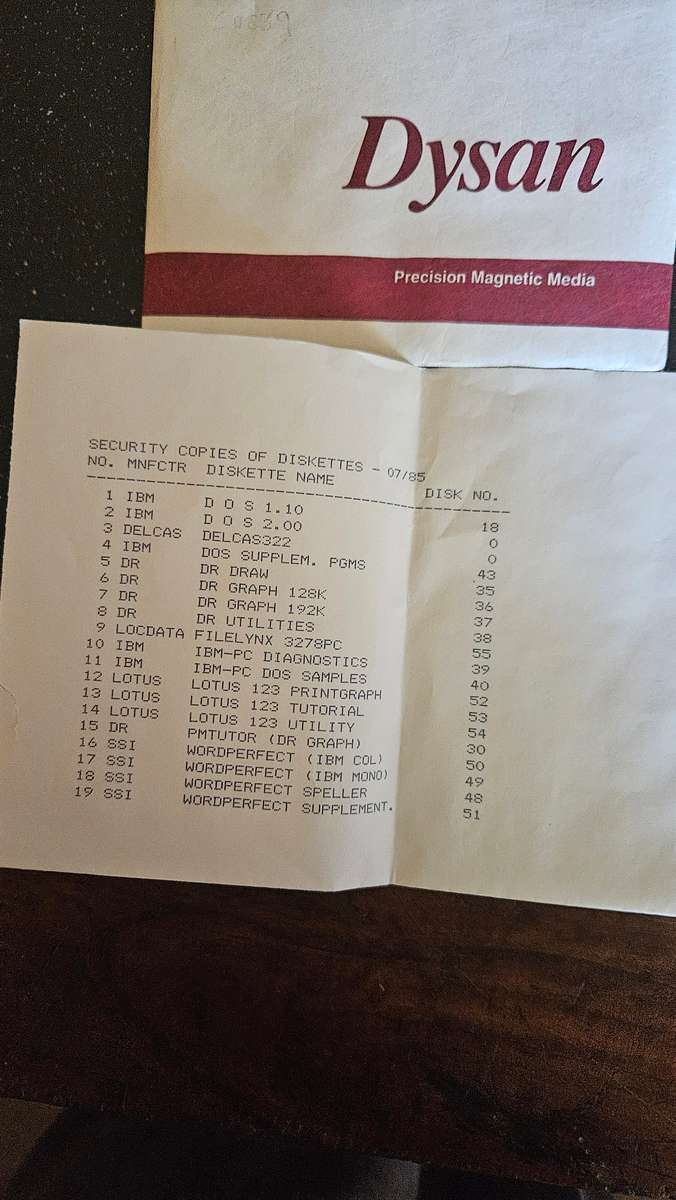 Dysan
Precision Magnetic Media
SECURITY COPIES OF DISKETTES - 07/85
NO. MNFCTR DISKETTE NAME DISK NO.
1 IBM D O S 1.10 18
2 IBM D O S 2.00 0
3 DELCAS DELCAS322 0
4 IBM DOS SUPPLEM. PGMS 43
5 DR DR DRAW 35
6 DR DR GRAPH 128K 36
7 DR DR GRAPH 192K 37
8 DR DR UTILITIES 38
9 LOCDATA FILELYNX 3278PC 55
10 IBM IBM-PC DIAGNOSTICS 39
11 IBM IBM-PC DOS SAMPLES 40
12 LOTUS LOTUS 123 PRINTGRAPH 52
13 LOTUS LOTUS 123 TUTORIAL 53
14 LOTUS LOTUS 123 UTILITY 54
15 DR PMTUTOR (DR GRAPH) 30
16 SSI WORDPERFECT (IBM COL) 50
17 SSI WORDPERFECT (IBM MONO) 49
18 SSI WORDPERFECT SPELLER 48
19 SSI WORDPERFECT SUPPLEMENT. 51